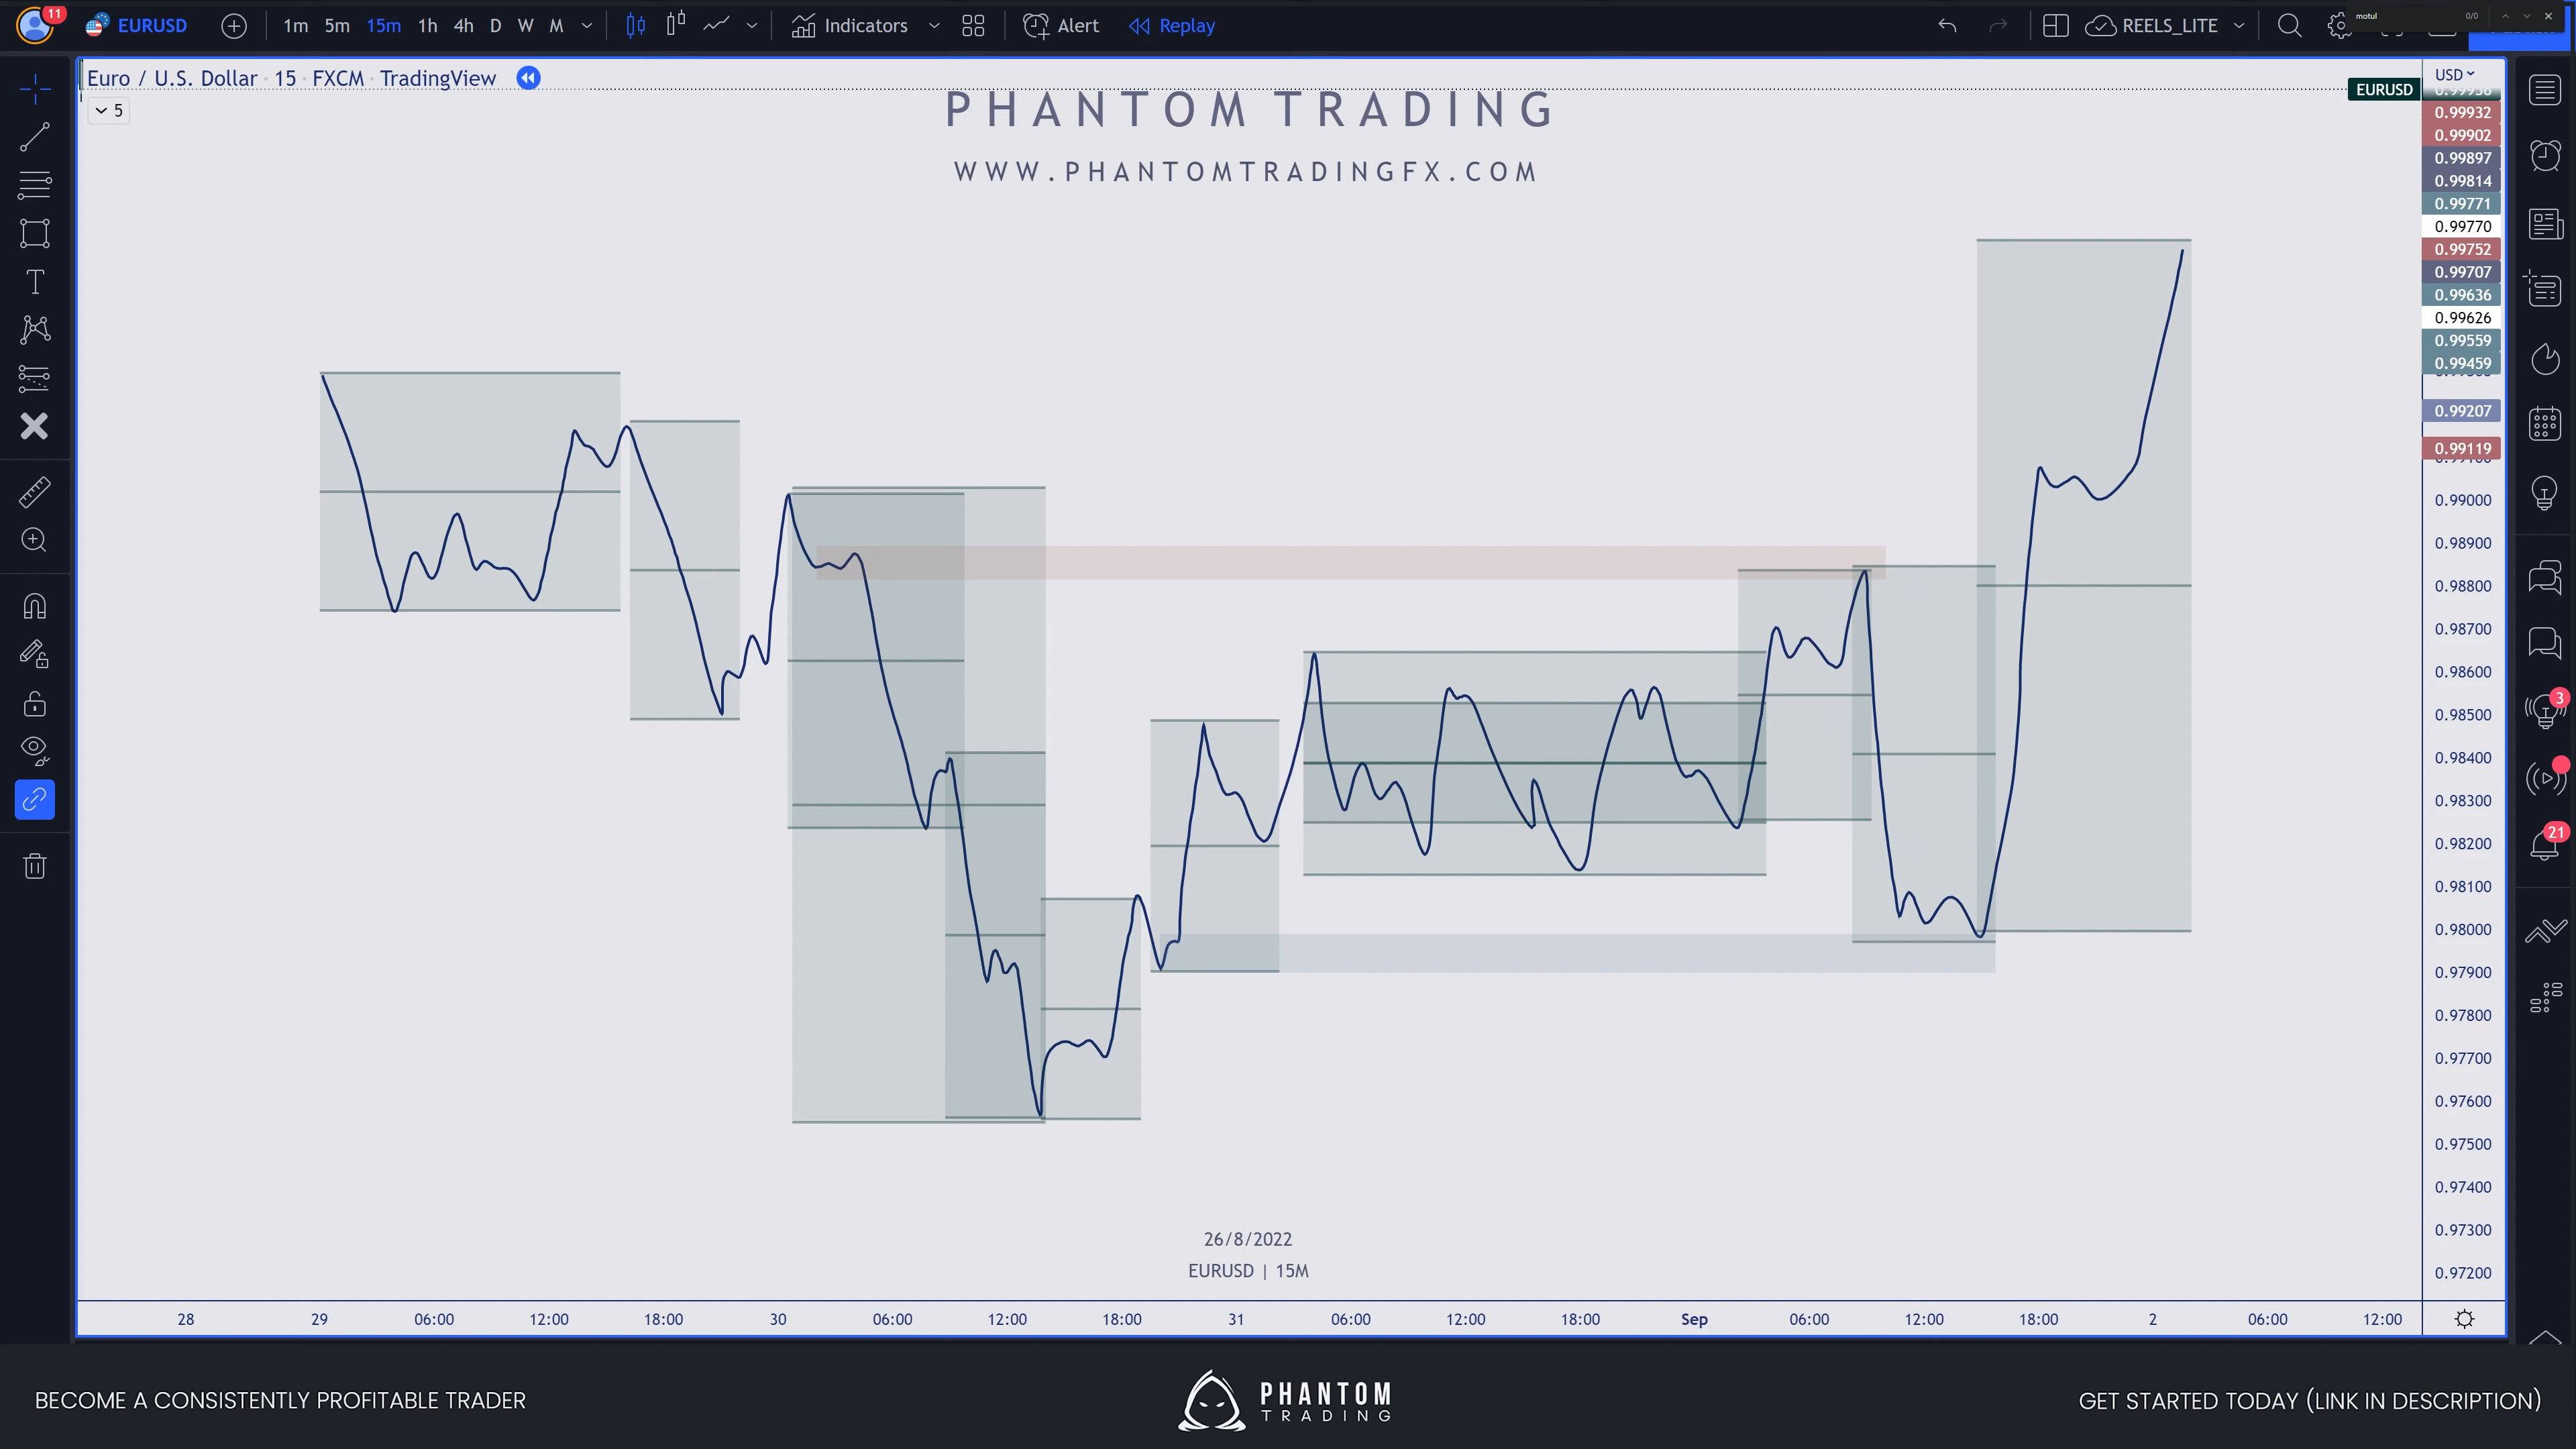 11
EURUSD 1m 5m 15m 1h 4h D W M Indicators Alert Replay REELS_LITE
motul 0/0
Euro / U.S. Dollar · 15 · FXCM · TradingView
5
PHANTOM TRADING
WWW.PHANTOMTRADINGFX.COM
USD
EURUSD
0.99932
0.99902
0.99897
0.99814
0.99771
0.99770
0.99752
0.99707
0.99636
0.99626
0.99559
0.99459
0.99207
0.99119
0.99000
0.98900
0.98800
0.98700
0.98600
0.98500
0.98400
0.98300
0.98200
0.98100
0.98000
0.97900
0.97800
0.97700
0.97600
0.97500
0.97400
0.97300
0.97200
3
21
26/8/2022
EURUSD | 15M
28 29 06:00 12:00 18:00 30 06:00 12:00 18:00 31 06:00 12:00 18:00 Sep 06:00 12:00 18:00 2 06:00 12:00
BECOME A CONSISTENTLY PROFITABLE TRADER
PHANTOM
TRADING
GET STARTED TODAY (LINK IN DESCRIPTION)